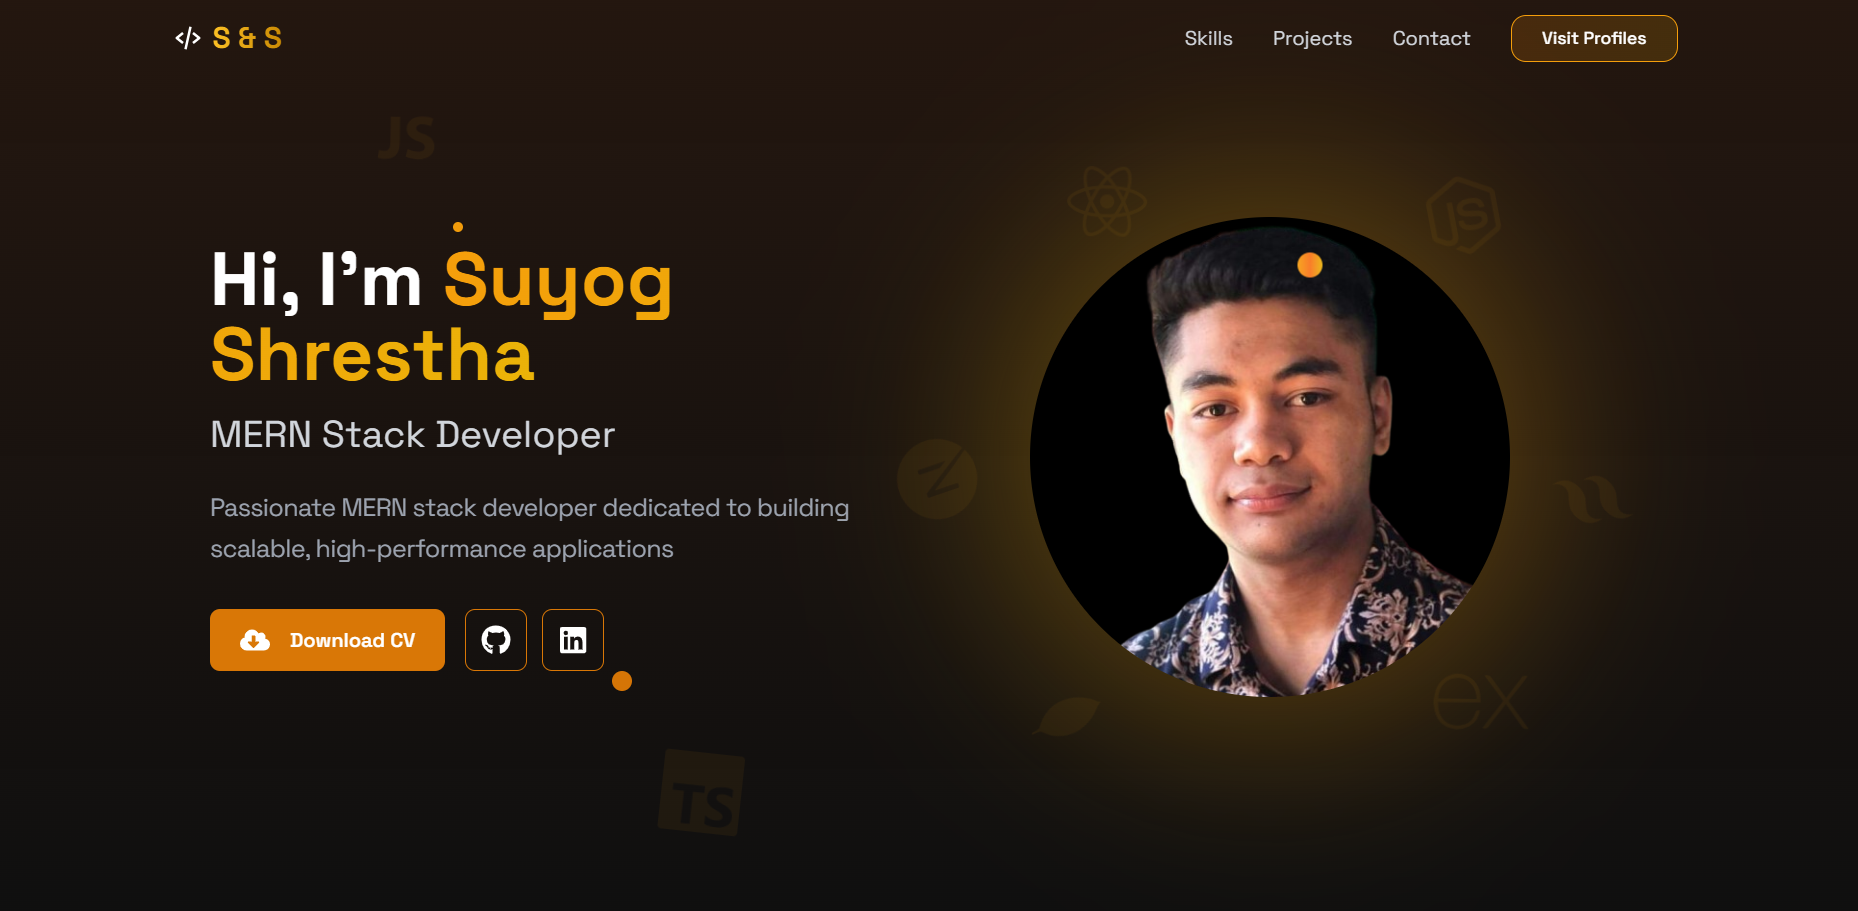 </> S & S
Skills
Projects
Contact
Visit Profiles
JS
JS
Hi, I'm Suyog
Shrestha
MERN Stack Developer
Passionate MERN stack developer dedicated to building
scalable, high-performance applications
Download CV
in
ex
TS